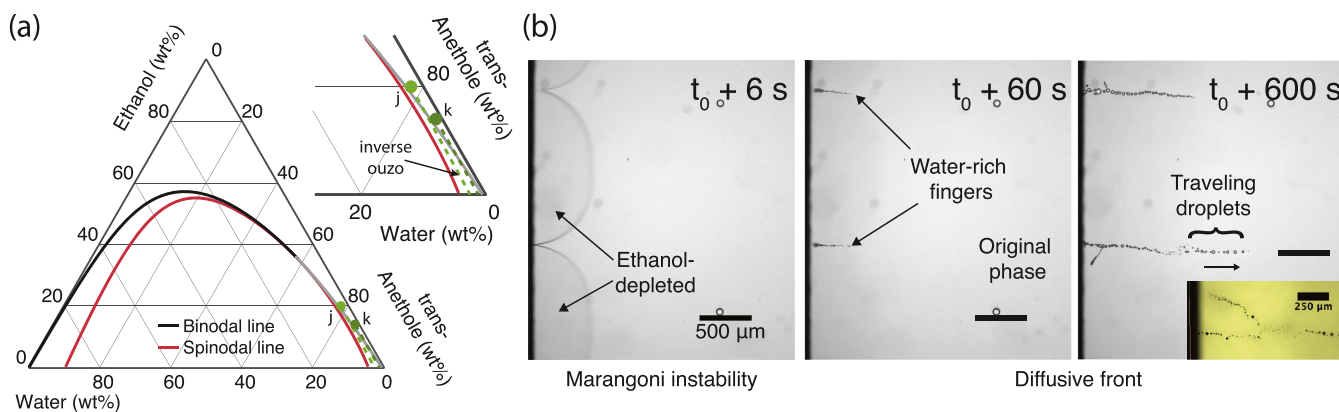 (a)
Ethanol (wt%)
0
80
20
60
40
40
60
20
80
0
80
60
40
20
0
j
k
Binodal line
Spinodal line
Water (wt%)
trans-
Anethole (wt%)
trans-
Anethole (wt%)
80
j
k
inverse
ouzo
20
0
Water (wt%)
(b)
t0 + 6 s
Ethanol-
depleted
500 µm
Marangoni instability
t0 + 60 s
Water-rich
fingers
Original
phase
t0 + 600 s
Traveling
droplets
250 µm
Diffusive front